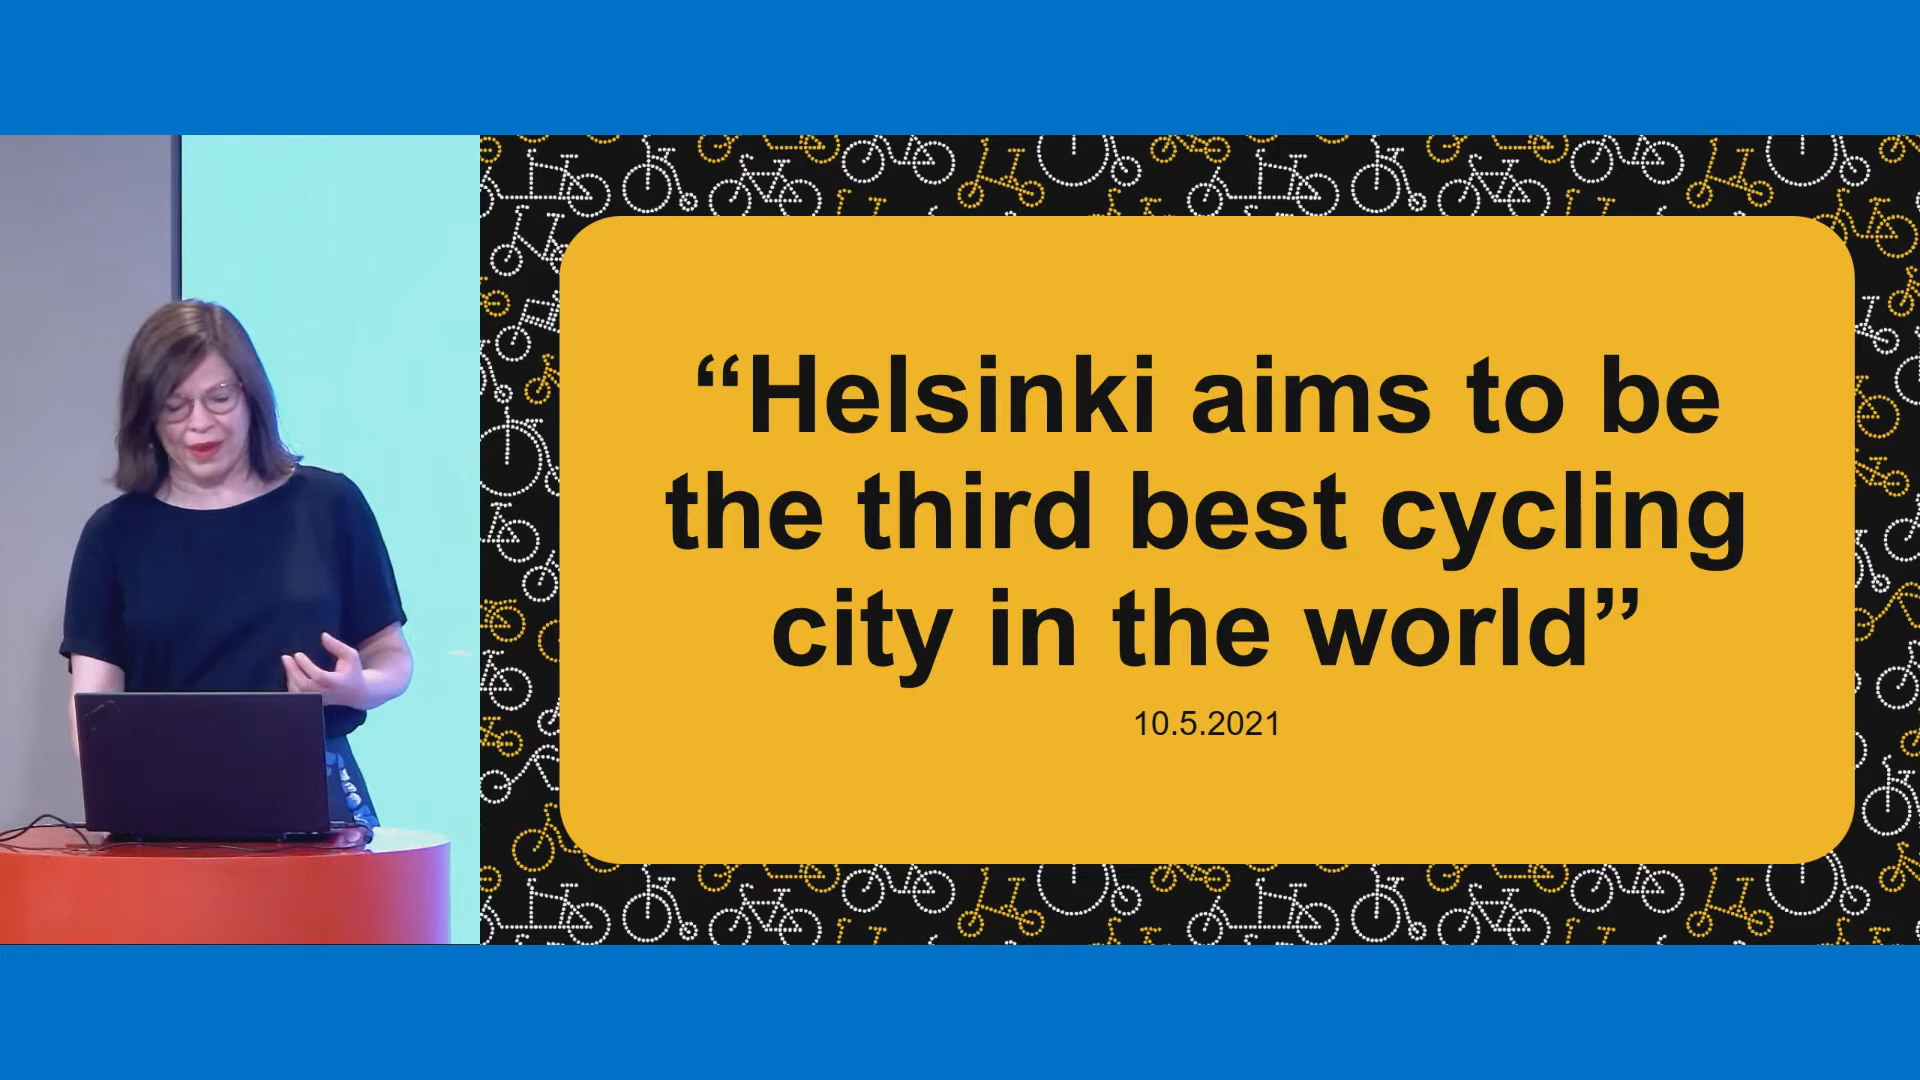 “Helsinki aims to be
the third best cycling
city in the world”
10.5.2021